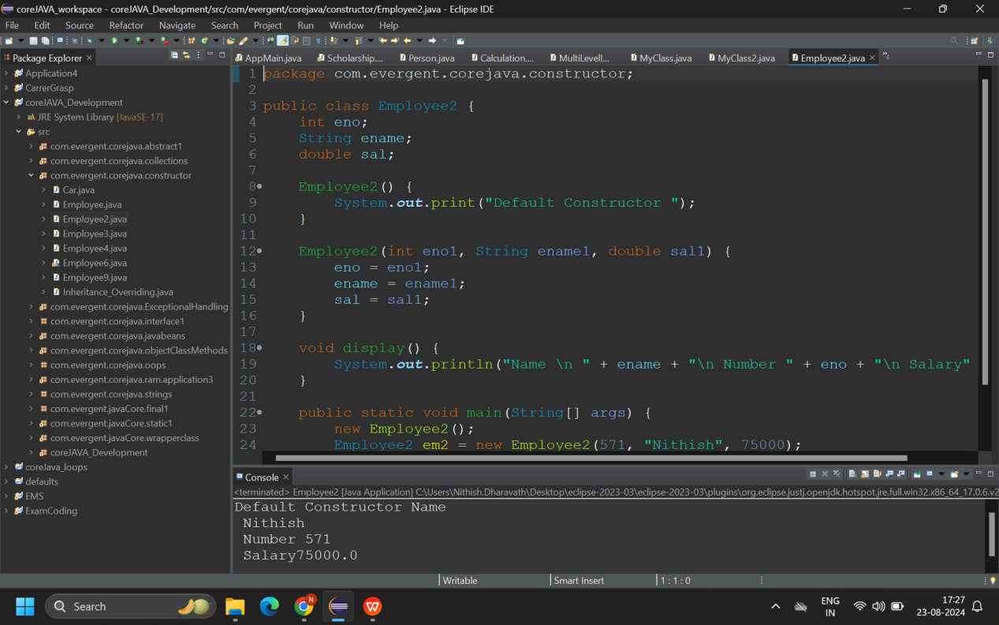 coreJAVA_workspace - coreJAVA_Development/src/com/evergent/corejava/constructor/Employee2.java - Eclipse IDE
File Edit Source Refactor Navigate Search Project Run Window Help
Package Explorer
Application4
CarrerGrasp
coreJAVA_Development
JRE System Library [JavaSE-17]
src
com.evergent.corejava.abstract1
com.evergent.corejava.collections
com.evergent.corejava.constructor
Car.java
Employee.java
Employee2.java
Employee3.java
Employee4.java
Employee6.java
Employee9.java
Inheritance_Overriding.java
com.evergent.corejava.ExceptionalHandling
com.evergent.corejava.interface1
com.evergent.corejava.javabeans
com.evergent.corejava.objectClassMethods
com.evergent.corejava.oops
com.evergent.corejava.ram.application3
com.evergent.corejava.strings
com.evergent.javaCore.final1
com.evergent.javaCore.static1
com.evergent.javaCore.wrapperclass
coreJAVA_Development
coreJava_loops
defaults
EMS
ExamCoding
AppMain.java Scholarship.... Person.java Calculation.... MultiLevelI... MyClass.java MyClass2.java Employee2.java »2
1 package com.evergent.corejava.constructor;
2
3 public class Employee2 {
4 int eno;
5 String ename;
6 double sal;
7
8 Employee2() {
9 System.out.print("Default Constructor ");
10 }
11
12 Employee2(int eno1, String ename1, double sal1) {
13 eno = eno1;
14 ename = ename1;
15 sal = sal1;
16 }
17
18 void display() {
19 System.out.println("Name \n " + ename + "\n Number " + eno + "\n Salary"
20 }
21
22 public static void main(String[] args) {
23 new Employee2();
24 Employee2 em2 = new Employee2(571, "Nithish", 75000);
Console
<terminated> Employee2 [Java Application] C:\Users\Nithish.Dharavath\Desktop\eclipse-2023-03\eclipse-2023-03\plugins\org.eclipse.justj.openjdk.hotspot.jre.full.win32.x86_64_17.0.6.v2
Default Constructor Name
Nithish
Number 571
Salary75000.0
Writable Smart Insert 1 : 1 : 0
Search
N
W
ENG
IN
17:27
23-08-2024